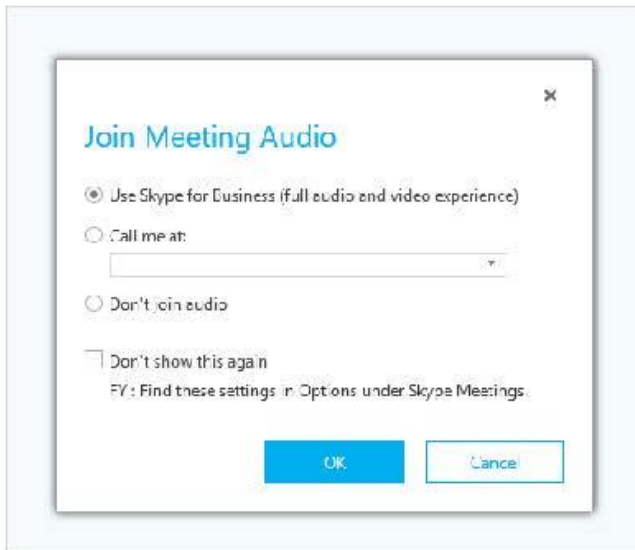 Join Meeting Audio
Use Skype for Business (full audio and video experience)
Call me at:
Don't join audio
Don't show this again
FYI: Find these settings in Options under Skype Meetings.
OK
Cancel